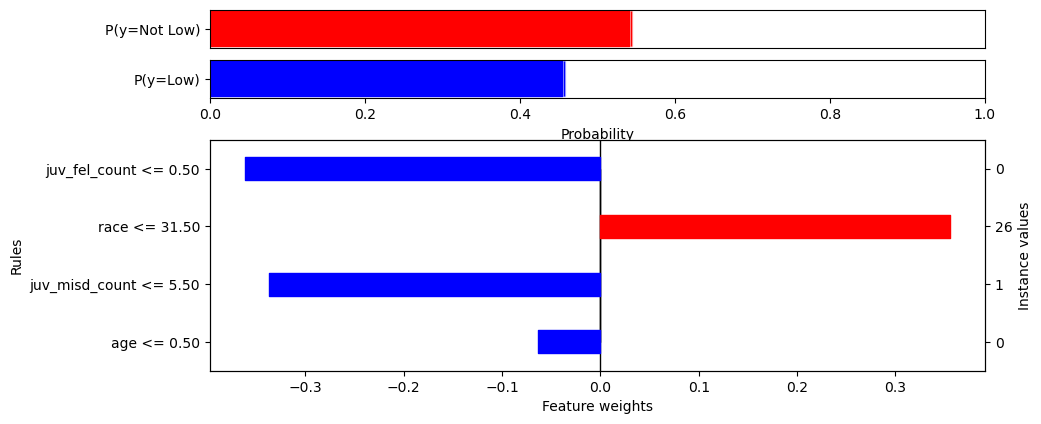 P(y=Not Low)
P(y=Low)
0.0 0.2 0.4 0.6 0.8 1.0
Probability
juv_fel_count <= 0.50 0
race <= 31.50 26
juv_misd_count <= 5.50 1
age <= 0.50 0
Rules
Instance values
−0.3 −0.2 −0.1 0.0 0.1 0.2 0.3
Feature weights